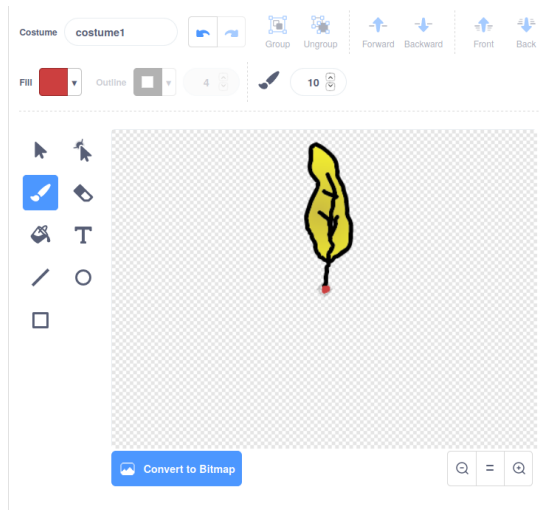 Costume costume1
Group Ungroup Forward Backward Front Back
Fill Outline 4 10
T
Convert to Bitmap